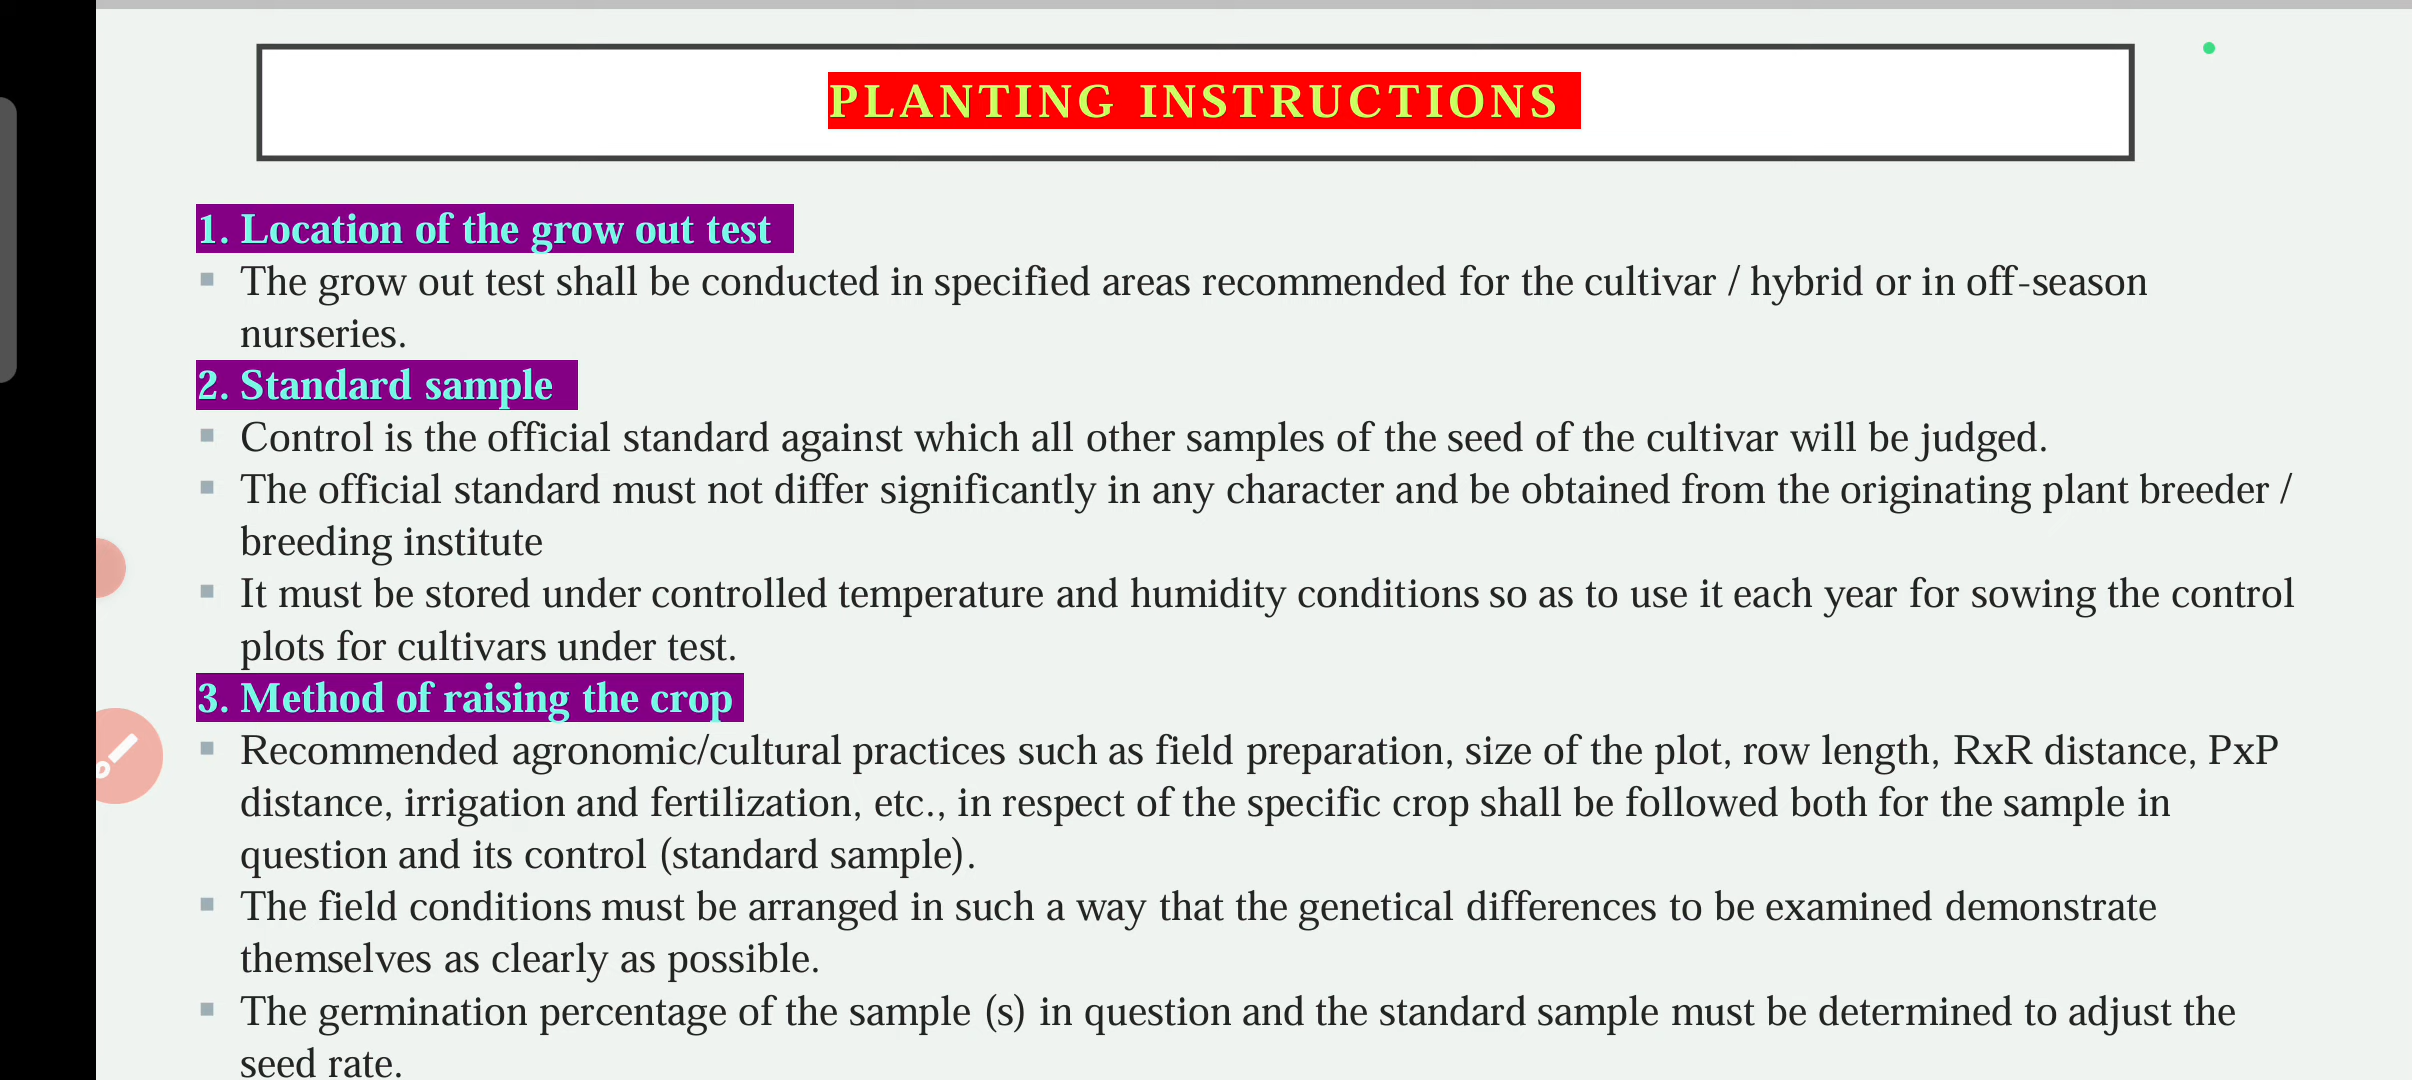 PLANTING INSTRUCTIONS
1. Location of the grow out test
▪ The grow out test shall be conducted in specified areas recommended for the cultivar / hybrid or in off-season
nurseries.
2. Standard sample
▪ Control is the official standard against which all other samples of the seed of the cultivar will be judged.
▪ The official standard must not differ significantly in any character and be obtained from the originating plant breeder /
breeding institute
▪ It must be stored under controlled temperature and humidity conditions so as to use it each year for sowing the control
plots for cultivars under test.
3. Method of raising the crop
▪ Recommended agronomic/cultural practices such as field preparation, size of the plot, row length, RxR distance, PxP
distance, irrigation and fertilization, etc., in respect of the specific crop shall be followed both for the sample in
question and its control (standard sample).
▪ The field conditions must be arranged in such a way that the genetical differences to be examined demonstrate
themselves as clearly as possible.
▪ The germination percentage of the sample (s) in question and the standard sample must be determined to adjust the
seed rate.